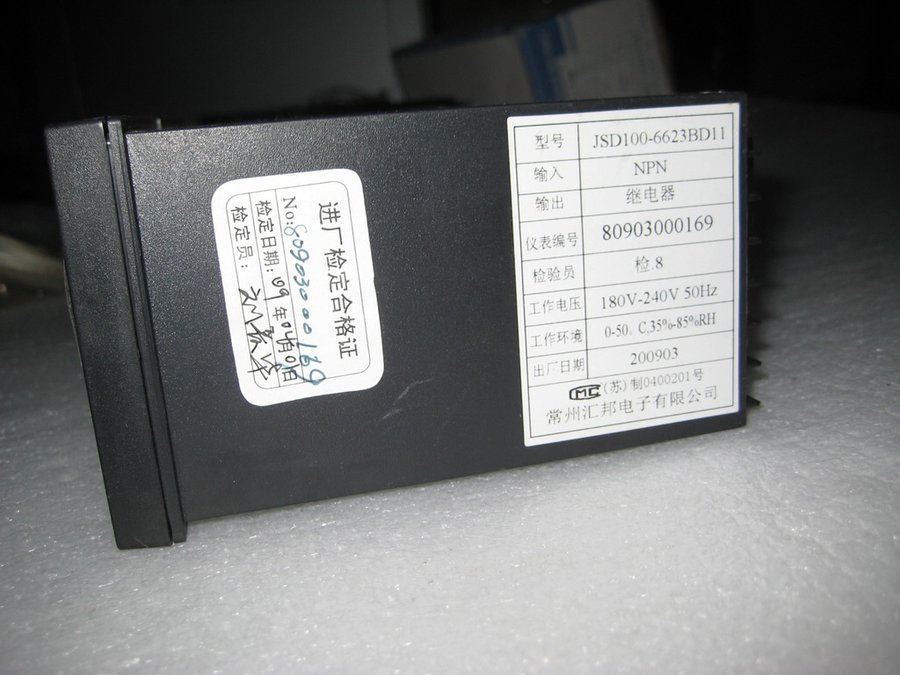 进厂检定合格证
No:80903000169
检定日期:09年04月01日
检定员:
型号 JSD100-6623BD11
输入 NPN
输出 继电器
仪表编号 80903000169
检验员 检.8
工作电压 180V-240V 50Hz
工作环境 0-50。C,35%-85%RH
出厂日期 200903
CMC (苏)制0400201号
常州汇邦电子有限公司